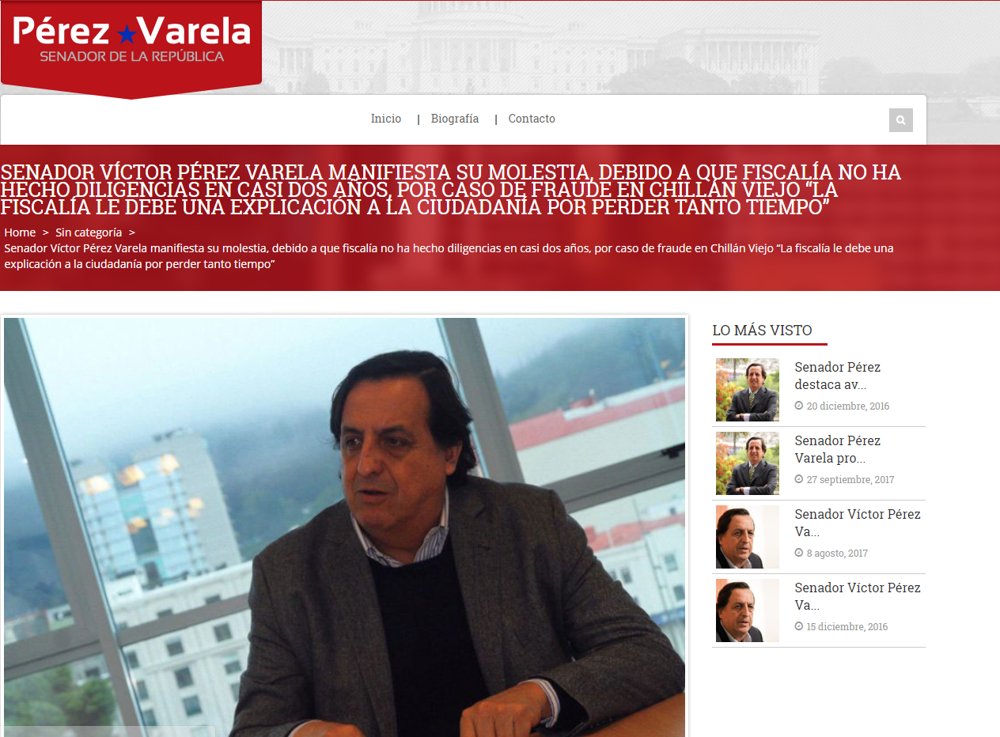 Pérez Varela
SENADOR DE LA REPÚBLICA
Inicio | Biografía | Contacto
SENADOR VÍCTOR PÉREZ VARELA MANIFIESTA SU MOLESTIA, DEBIDO A QUE FISCALÍA NO HA
HECHO DILIGENCIAS EN CASI DOS AÑOS, POR CASO DE FRAUDE EN CHILLÁN VIEJO “LA
FISCALÍA LE DEBE UNA EXPLICACIÓN A LA CIUDADANÍA POR PERDER TANTO TIEMPO”
Home > Sin categoría >
Senador Víctor Pérez Varela manifiesta su molestia, debido a que fiscalía no ha hecho diligencias en casi dos años, por caso de fraude en Chillán Viejo “La fiscalía le debe una
explicación a la ciudadanía por perder tanto tiempo”
LO MÁS VISTO
Senador Pérez
destaca av...
20 diciembre, 2016
Senador Pérez
Varela pro...
27 septiembre, 2017
Senador Víctor Pérez
Va...
8 agosto, 2017
Senador Víctor Pérez
Va...
15 diciembre, 2016